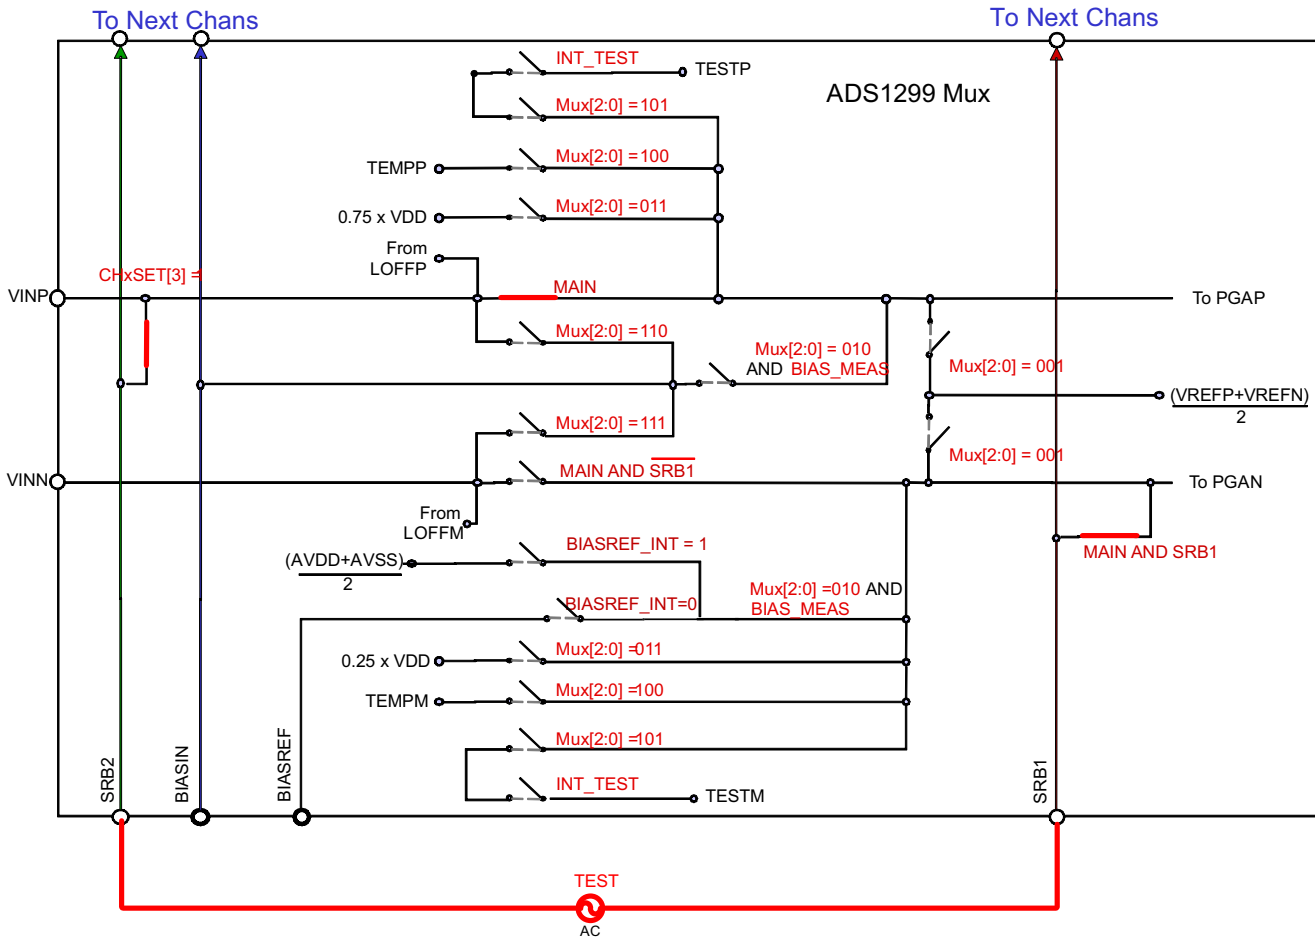 To Next Chans
To Next Chans
INT_TEST
TESTP
ADS1299 Mux
Mux[2:0] =101
TEMPP
Mux[2:0] =100
0.75 x VDD
Mux[2:0] =011
From
LOFFP
CHxSET[3] =1
VINP
MAIN
To PGAP
Mux[2:0] =110
Mux[2:0] = 010
AND BIAS_MEAS
Mux[2:0] = 001
(VREFP+VREFN)
2
Mux[2:0] =111
Mux[2:0] = 001
VINN
MAIN AND SRB1
To PGAN
From
LOFFM
MAIN AND SRB1
BIASREF_INT = 1
(AVDD+AVSS)
2
Mux[2:0] =010 AND
BIAS_MEAS
BIASREF_INT=0
0.25 x VDD
Mux[2:0] =011
TEMPM
Mux[2:0] =100
Mux[2:0] =101
INT_TEST
TESTM
SRB2
BIASIN
BIASREF
SRB1
TEST
AC